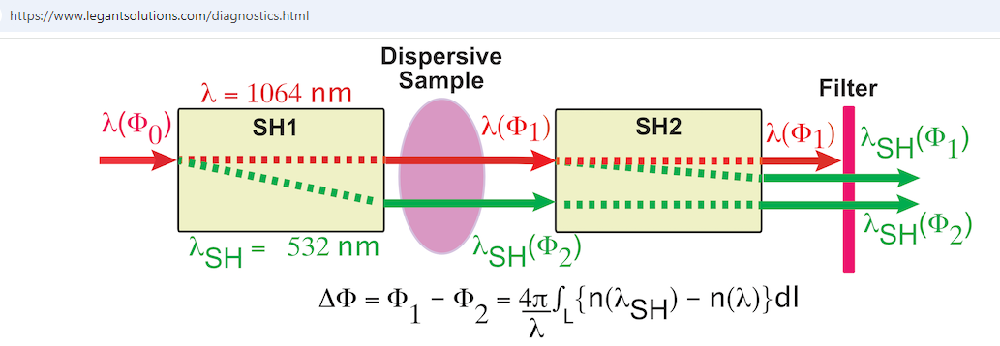 https://www.legantsolutions.com/diagnostics.html
Dispersive
Sample
λ = 1064 nm
Filter
λ(Φ0)
SH1
λ(Φ1)
SH2
λ(Φ1)
λSH(Φ1)
λSH(Φ2)
λSH = 532 nm
λSH(Φ2)
ΔΦ = Φ1 − Φ2 = 4π/λ ∫L {n(λSH) − n(λ)}dl